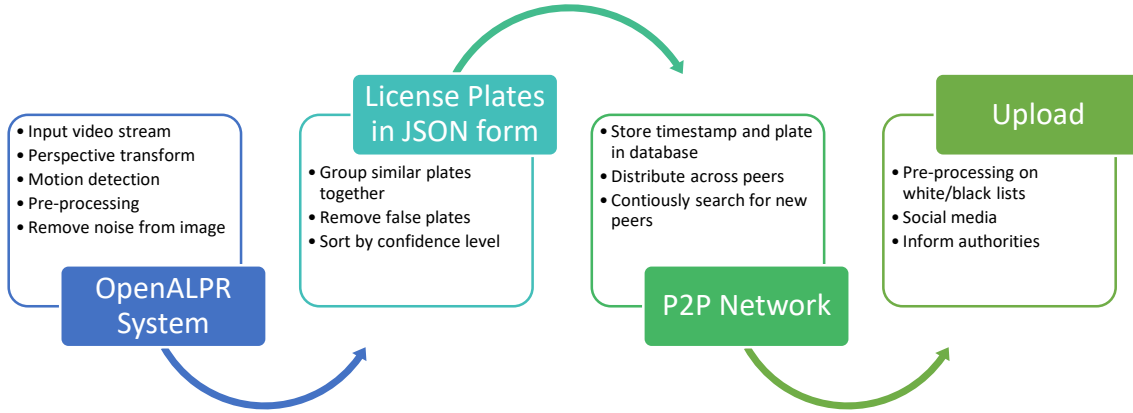 • Input video stream
• Perspective transform
• Motion detection
• Pre-processing
• Remove noise from image
OpenALPR
System
License Plates
in JSON form
• Group similar plates
together
• Remove false plates
• Sort by confidence level
• Store timestamp and plate
in database
• Distribute across peers
• Contiously search for new
peers
P2P Network
Upload
• Pre-processing on
white/black lists
• Social media
• Inform authorities